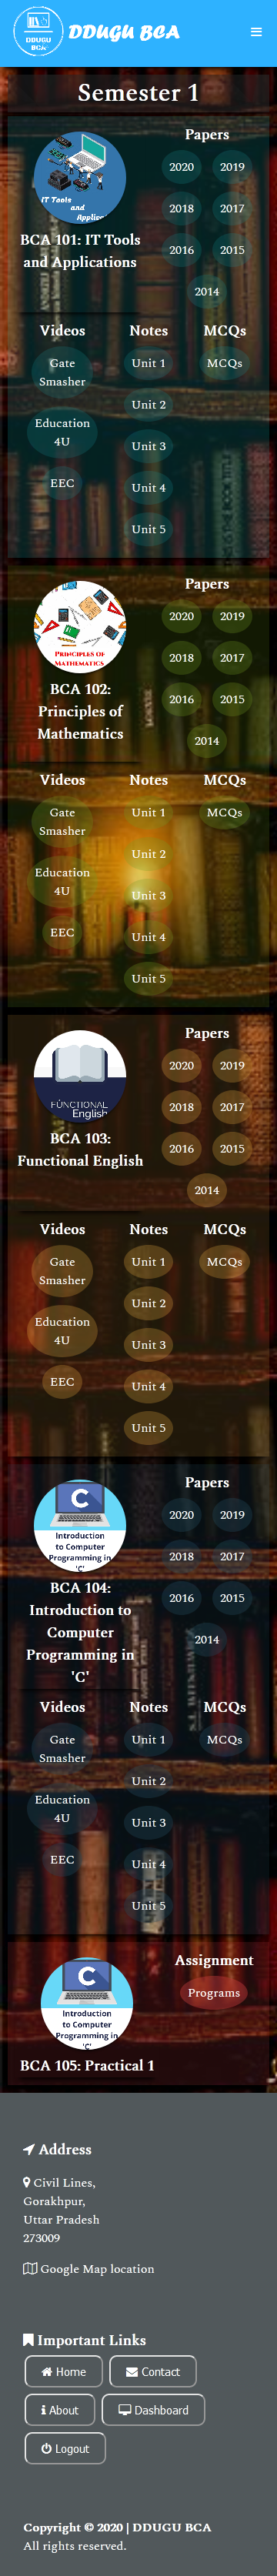 DDUGU
BCA
DDUGU BCA
Semester 1
IT Tools
and
Applicat
BCA 101: IT Tools
and Applications
Papers
2020 2019
2018 2017
2016 2015
2014
Videos Notes MCQs
Gate
Smasher
Education
4U
EEC
Unit 1
Unit 2
Unit 3
Unit 4
Unit 5
MCQs
PRINCIPLES OF
MATHEMATICS
BCA 102:
Principles of
Mathematics
Papers
2020 2019
2018 2017
2016 2015
2014
Videos Notes MCQs
Gate
Smasher
Education
4U
EEC
Unit 1
Unit 2
Unit 3
Unit 4
Unit 5
MCQs
FUNCTIONAL
English
BCA 103:
Functional English
Papers
2020 2019
2018 2017
2016 2015
2014
Videos Notes MCQs
Gate
Smasher
Education
4U
EEC
Unit 1
Unit 2
Unit 3
Unit 4
Unit 5
MCQs
C
Introduction
to Computer
Programming in
'C'
BCA 104:
Introduction to
Computer
Programming in
'C'
Papers
2020 2019
2018 2017
2016 2015
2014
Videos Notes MCQs
Gate
Smasher
Education
4U
EEC
Unit 1
Unit 2
Unit 3
Unit 4
Unit 5
MCQs
C
Introduction
to Computer
Programming in
'C'
BCA 105: Practical 1
Assignment
Programs
Address
Civil Lines,
Gorakhpur,
Uttar Pradesh
273009
Google Map location
Important Links
Home Contact
About Dashboard
Logout
Copyright © 2020 | DDUGU BCA
All rights reserved.